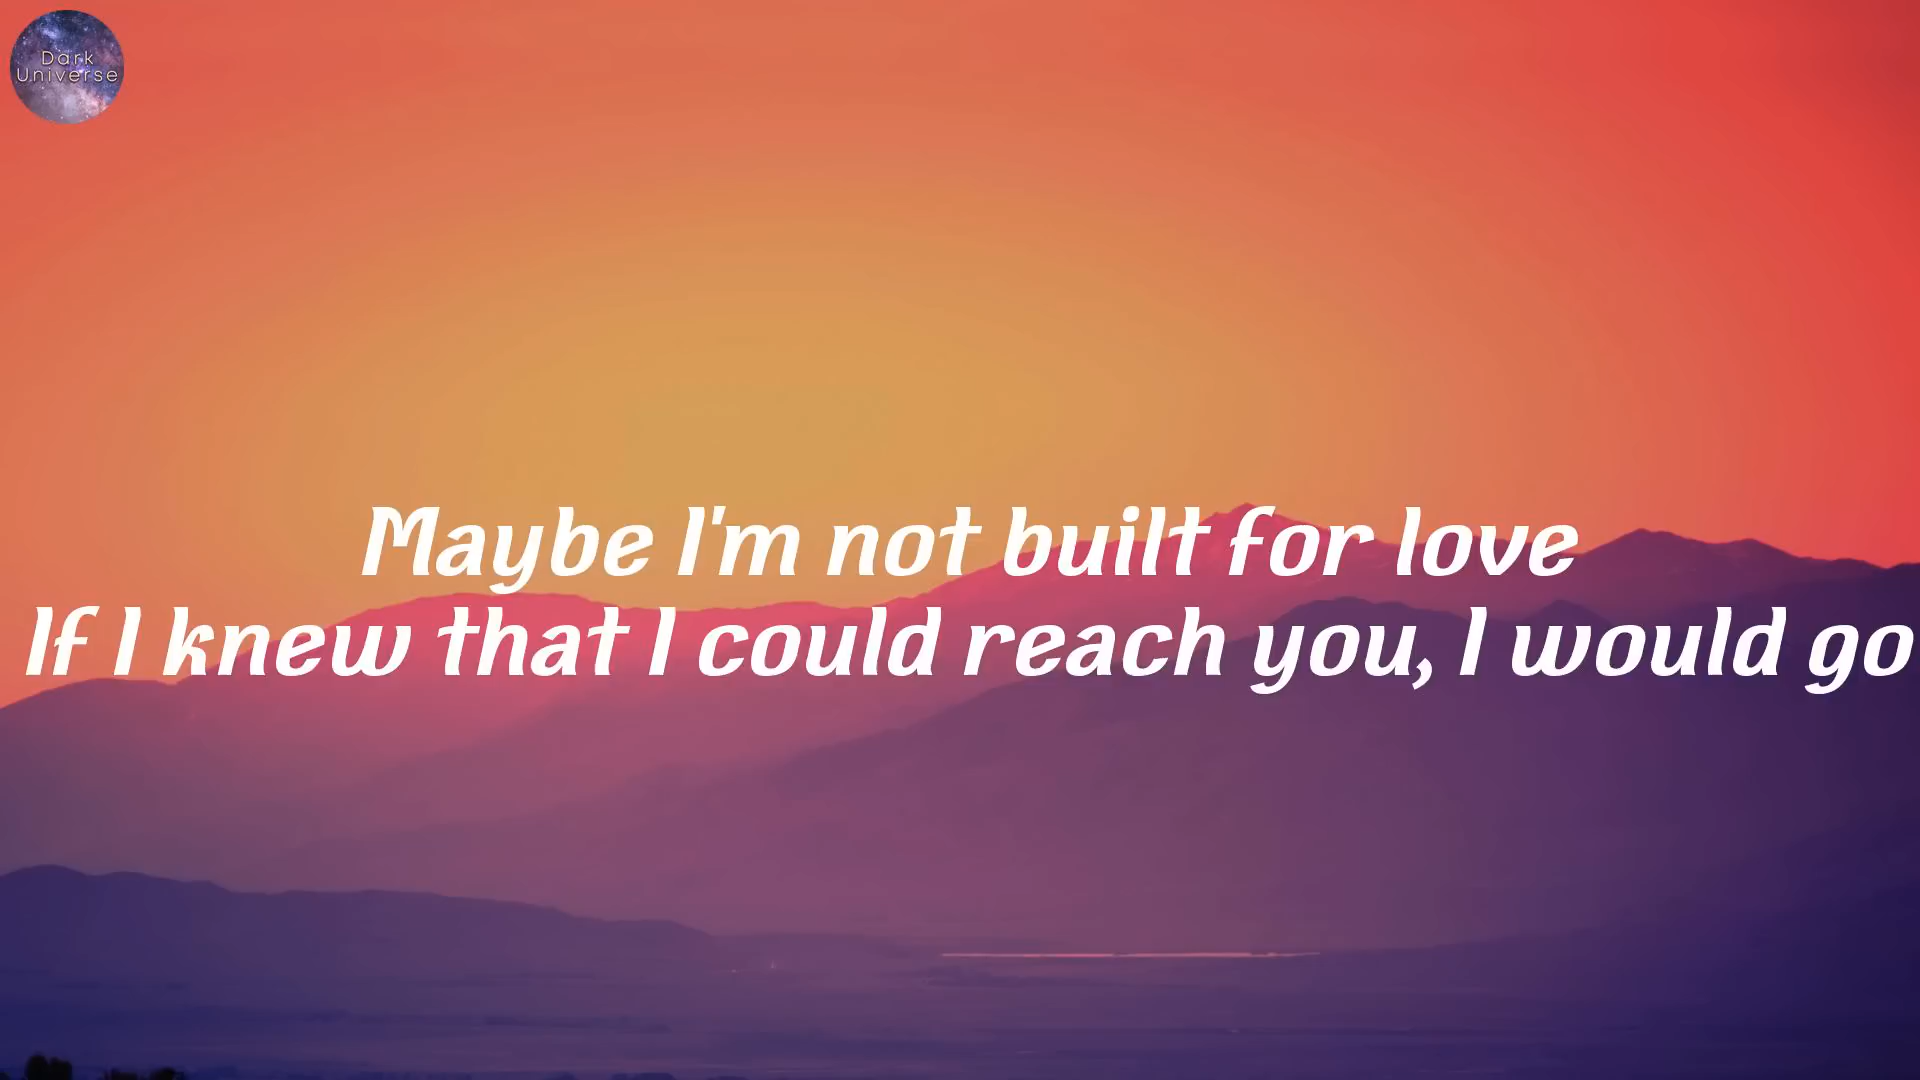 Dark
Universe
Maybe I'm not built for love
If I knew that I could reach you, I would go